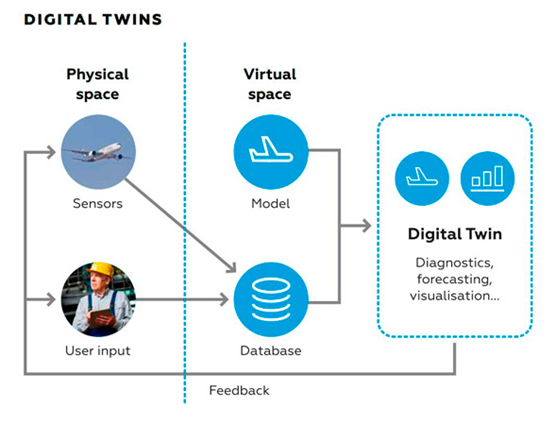 DIGITAL TWINS
Physical
space
Virtual
space
Sensors
Model
User input
Database
Digital Twin
Diagnostics,
forecasting,
visualisation...
Feedback